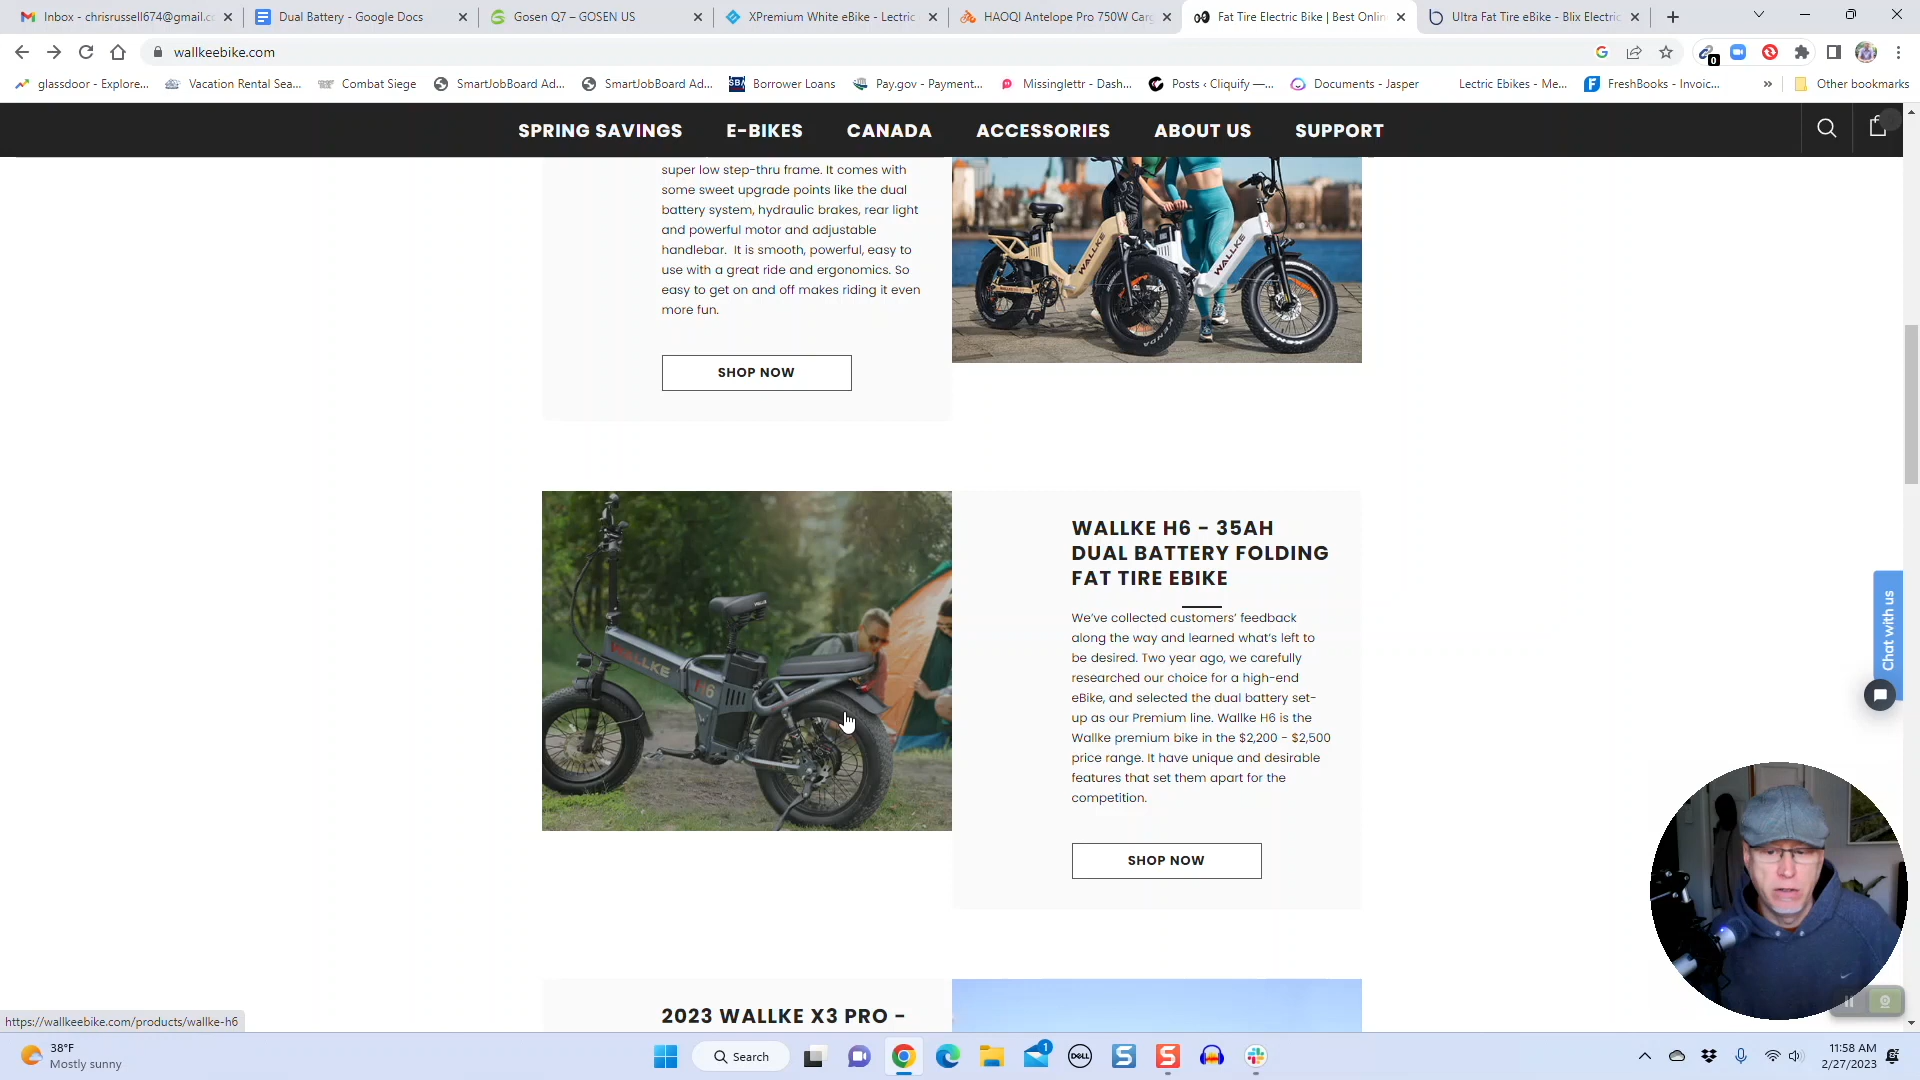 Inbox - chrisrussell674@gmail.c
Dual Battery - Google Docs
Gosen Q7 – GOSEN US
XPremium White eBike - Lectric
HAOQI Antelope Pro 750W Carg
Fat Tire Electric Bike | Best Onlin
Ultra Fat Tire eBike - Blix Electric
wallkeebike.com
0
glassdoor - Explore...
Vacation Rental Sea...
Combat Siege
SmartJobBoard Ad...
SmartJobBoard Ad...
SBA
Borrower Loans
Pay.gov - Payment...
Missinglettr - Dash...
Posts ‹ Cliquify —...
Documents - Jasper
Lectric Ebikes - Me...
FreshBooks - Invoic...
»
Other bookmarks
SPRING SAVINGS
E-BIKES
CANADA
ACCESSORIES
ABOUT US
SUPPORT
super low step-thru frame. It comes with
some sweet upgrade points like the dual
battery system, hydraulic brakes, rear light
and powerful motor and adjustable
handlebar. It is smooth, powerful, easy to
use with a great ride and ergonomics. So
easy to get on and off makes riding it even
more fun.
SHOP NOW
WALLKE
WALLKE
KENDA
WALLKE
H6
WALLKE H6 - 35AH
DUAL BATTERY FOLDING
FAT TIRE EBIKE
We've collected customers' feedback
along the way and learned what's left to
be desired. Two year ago, we carefully
researched our choice for a high-end
eBike, and selected the dual battery set-
up as our Premium line. Wallke H6 is the
Wallke premium bike in the $2,200 - $2,500
price range. It have unique and desirable
features that set them apart for the
competition.
SHOP NOW
Chat with us
2023 WALLKE X3 PRO -
https://wallkeebike.com/products/wallke-h6
38°F
Mostly sunny
Search
1
DELL
11:58 AM
2/27/2023